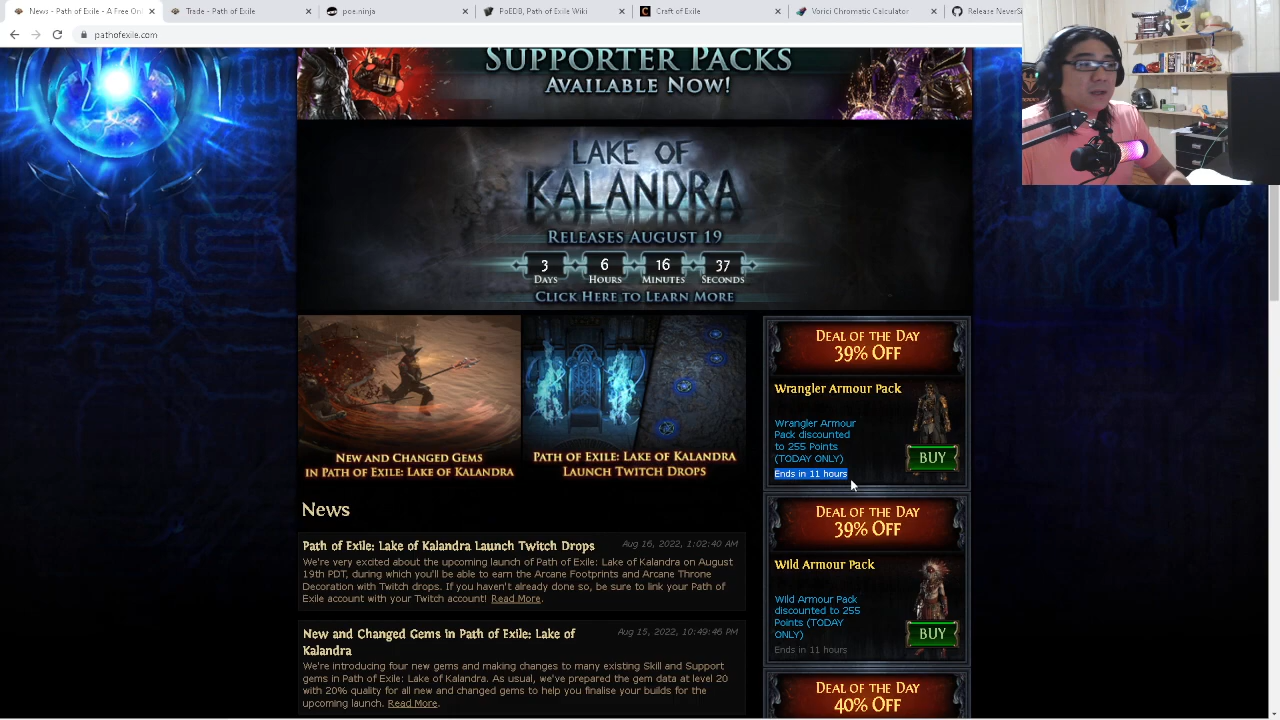 News - Path of Exile - A Free Onl
Trade - Path of Exile
poe.ninja
PoEDB, Path of Exile Wiki
Craft of Exile
Vorici Chromatic Calculator
Release NeverSi
pathofexile.com
Supporter Packs
Available Now!
Lake of
Kalandra
Releases August 19
3 6 16 37
Days Hours Minutes Seconds
Click Here to Learn More
New and Changed Gems
in Path of Exile: Lake of Kalandra
Path of Exile: Lake of Kalandra
Launch Twitch Drops
Deal of the Day
39% Off
Wrangler Armour Pack
Wrangler Armour
Pack discounted
to 255 Points
(TODAY ONLY)
Ends in 11 hours
BUY
News
Path of Exile: Lake of Kalandra Launch Twitch Drops
Aug 16, 2022, 1:02:40 AM
We're very excited about the upcoming launch of Path of Exile: Lake of Kalandra on August
19th PDT, during which you'll be able to earn the Arcane Footprints and Arcane Throne
Decoration with Twitch drops. If you haven't already done so, be sure to link your Path of
Exile account with your Twitch account! Read More.
New and Changed Gems in Path of Exile: Lake of
Kalandra
Aug 15, 2022, 10:49:46 PM
We're introducing four new gems and making changes to many existing Skill and Support
gems in Path of Exile: Lake of Kalandra. As usual, we've prepared the gem data at level 20
with 20% quality for all new and changed gems to help you finalise your builds for the
upcoming launch. Read More.
Deal of the Day
39% Off
Wild Armour Pack
Wild Armour Pack
discounted to 255
Points (TODAY
ONLY)
Ends in 11 hours
BUY
Deal of the Day
40% Off